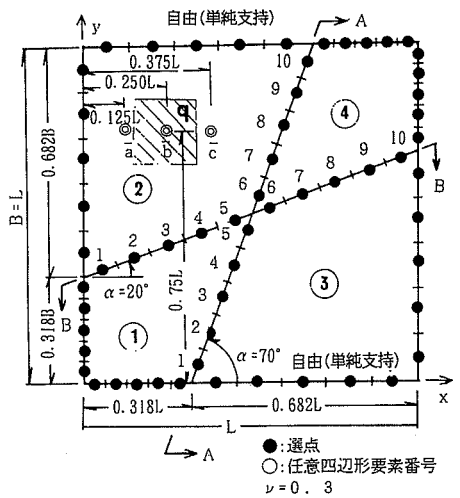 自由(単純支持)
A
y
0.375L
0.250L
0.125L
q
a
b
c
10
9
8
7
6
5
4
3
2
1
④
②
0.682B
B=L
1
2
3
4
5
6
7
8
9
10
B
α=20°
0.75L
③
B
①
0.318B
α=70°
自由(単純支持)
x
0.318L
0.682L
L
A
●:選点
○:任意四辺形要素番号
ν=0.3